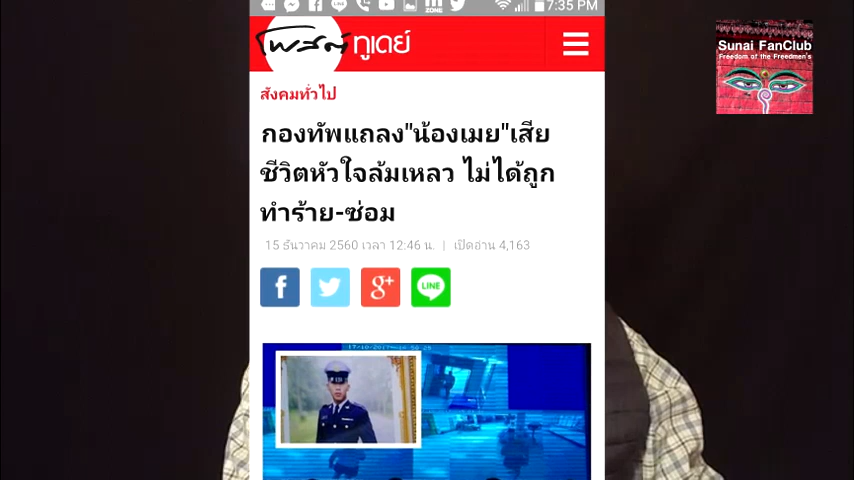 7:35 PM
โพสต์ ทูเดย์
Sunai FanClub
Freedom of the Freedmen's
สังคมทั่วไป
กองทัพแถลง"น้องเมย"เสีย
ชีวิตหัวใจล้มเหลว ไม่ได้ถูก
ทำร้าย-ซ่อม
15 ธันวาคม 2560 เวลา 12:46 น. | เปิดอ่าน 4,163
f
g+
LINE